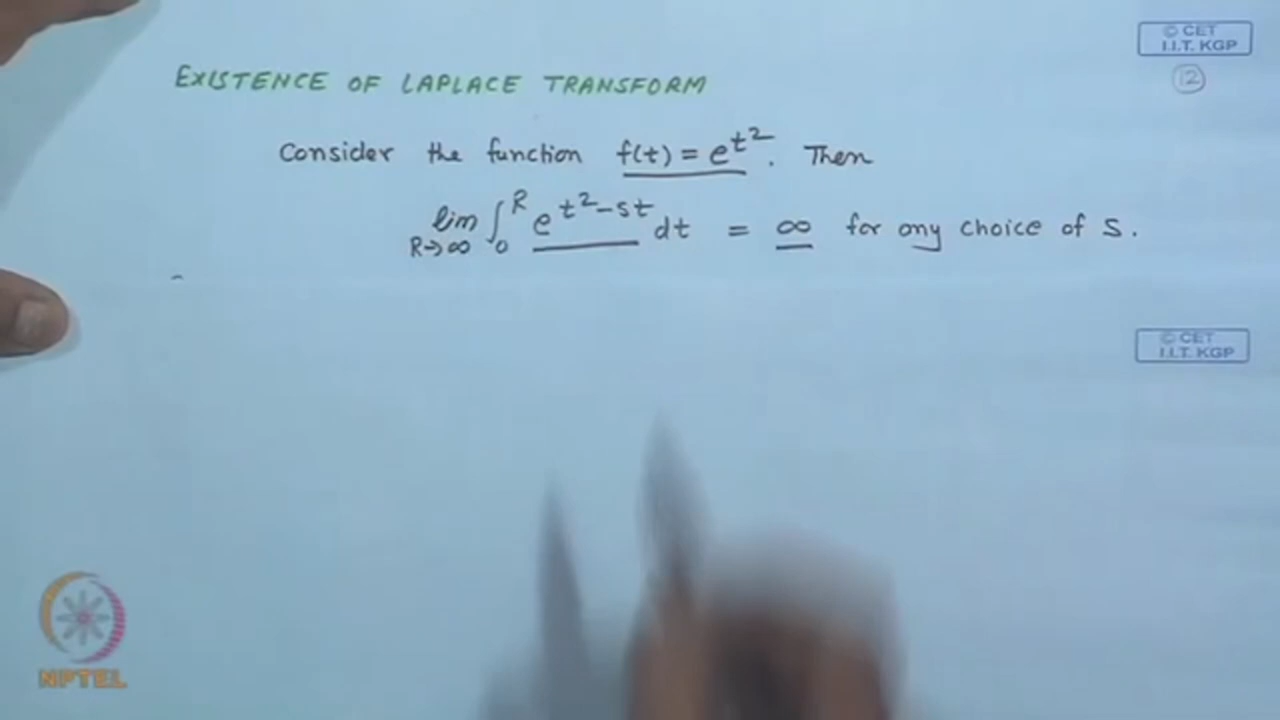 © CET
I.I.T. KGP
12
EXISTENCE OF LAPLACE TRANSFORM
Consider the function f(t) = e^{t^2}. Then
lim_{R→∞} ∫_0^R e^{t^2-st} dt = ∞ for any choice of s.
© CET
I.I.T. KGP
NPTEL